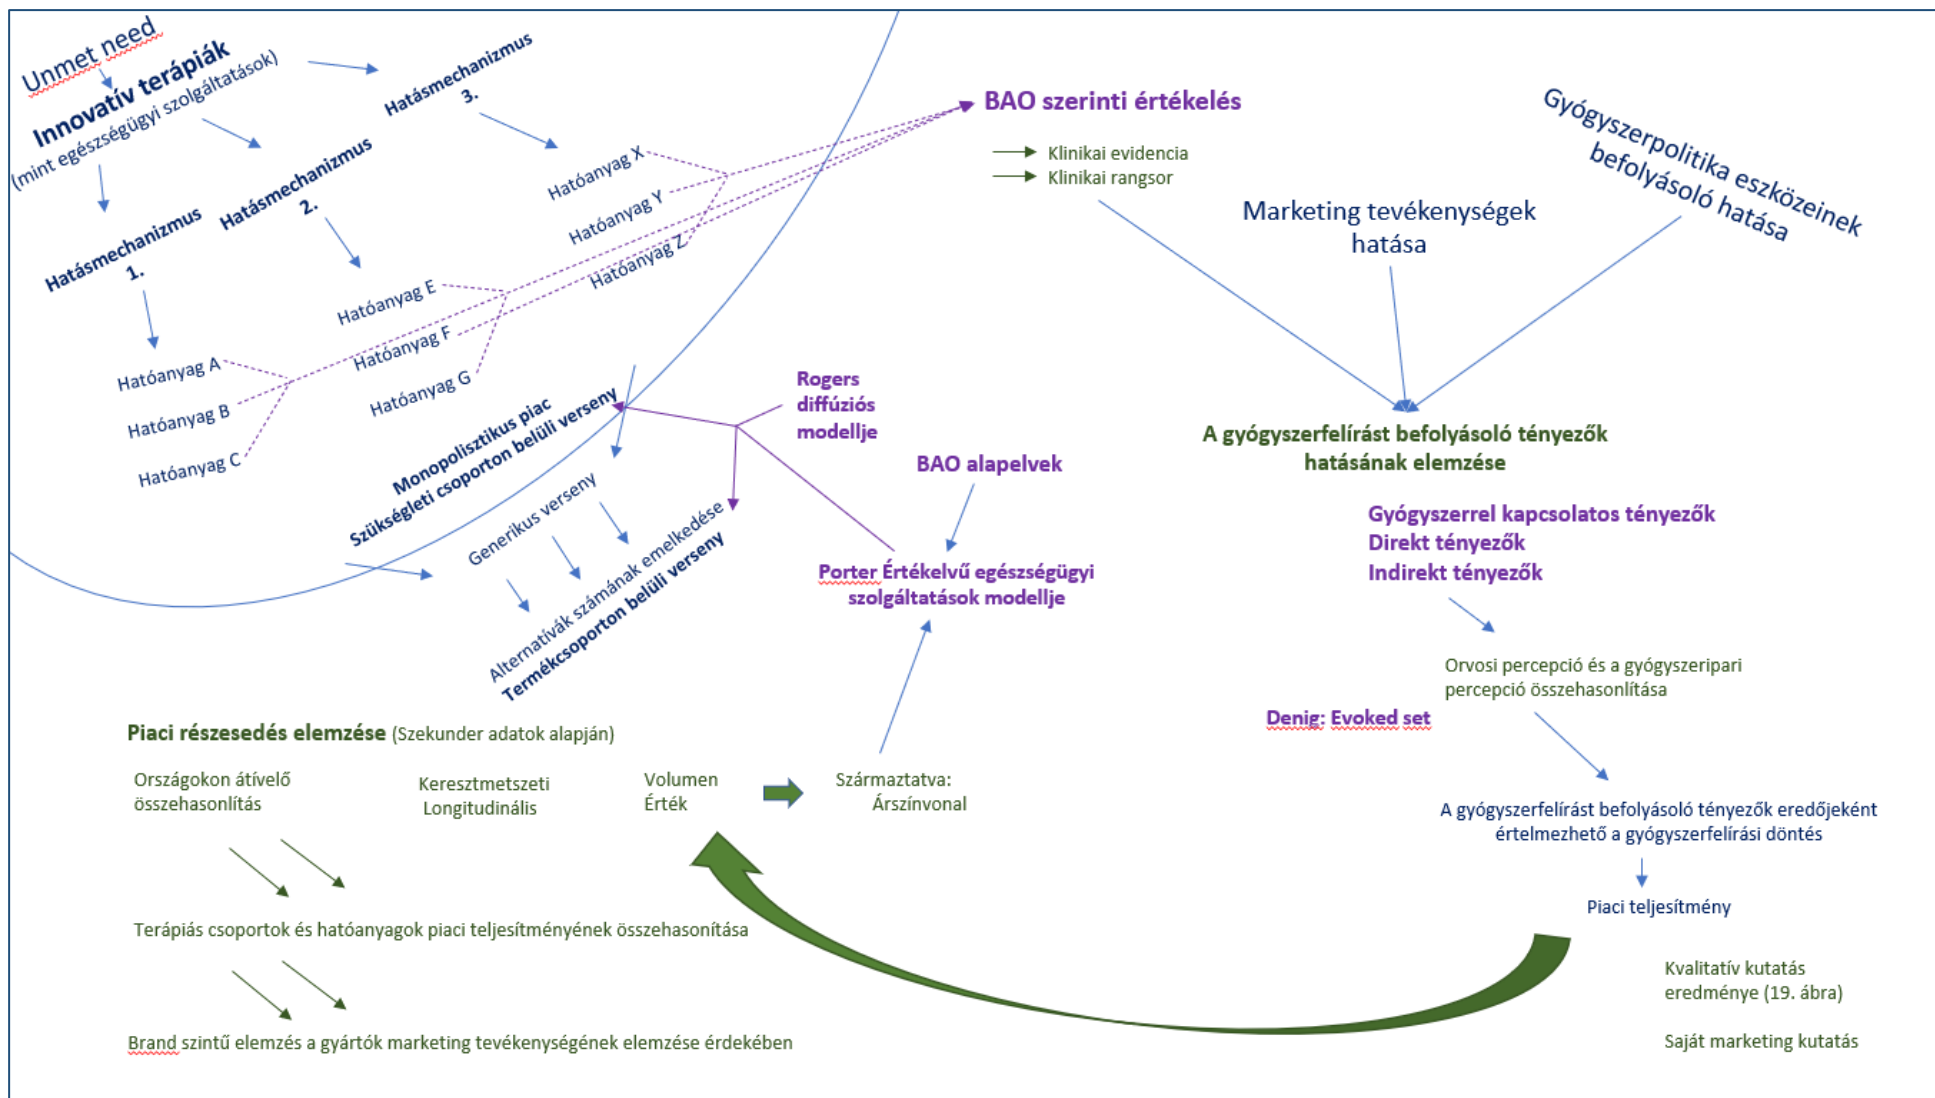 Unmet need
Innovatív terápiák
(mint egészségügyi szolgáltatások)
Hatásmechanizmus
3.
Hatásmechanizmus
2.
Hatásmechanizmus
1.
Hatóanyag X
Hatóanyag Y
Hatóanyag Z
Hatóanyag E
Hatóanyag F
Hatóanyag G
Hatóanyag A
Hatóanyag B
Hatóanyag C
Monopolisztikus piac
Szükségleti csoporton belüli verseny
Generikus verseny
Alternatívák számának emelkedése
Termékcsoporton belüli verseny
BAO szerinti értékelés
Klinikai evidencia
Klinikai rangsor
Marketing tevékenységek
hatása
Gyógyszerpolitika eszközeinek
befolyásoló hatása
Rogers
diffúziós
modellje
BAO alapelvek
Porter Értékelvű egészségügyi
szolgáltatások modellje
A gyógyszerfelírást befolyásoló tényezők
hatásának elemzése
Gyógyszerrel kapcsolatos tényezők
Direkt tényezők
Indirekt tényezők
Orvosi percepció és a gyógyszeripari
percepció összehasonlítása
Denig: Evoked set
A gyógyszerfelírást befolyásoló tényezők eredőjeként
értelmezhető a gyógyszerfelírási döntés
Piaci teljesítmény
Kvalitatív kutatás
eredménye (19. ábra)
Saját marketing kutatás
Piaci részesedés elemzése (Szekunder adatok alapján)
Országokon átívelő
összehasonlítás
Keresztmetszeti
Longitudinális
Volumen
Érték
Származtatva:
Árszínvonal
Terápiás csoportok és hatóanyagok piaci teljesítményének összehasonítása
Brand szintű elemzés a gyártók marketing tevékenységének elemzése érdekében